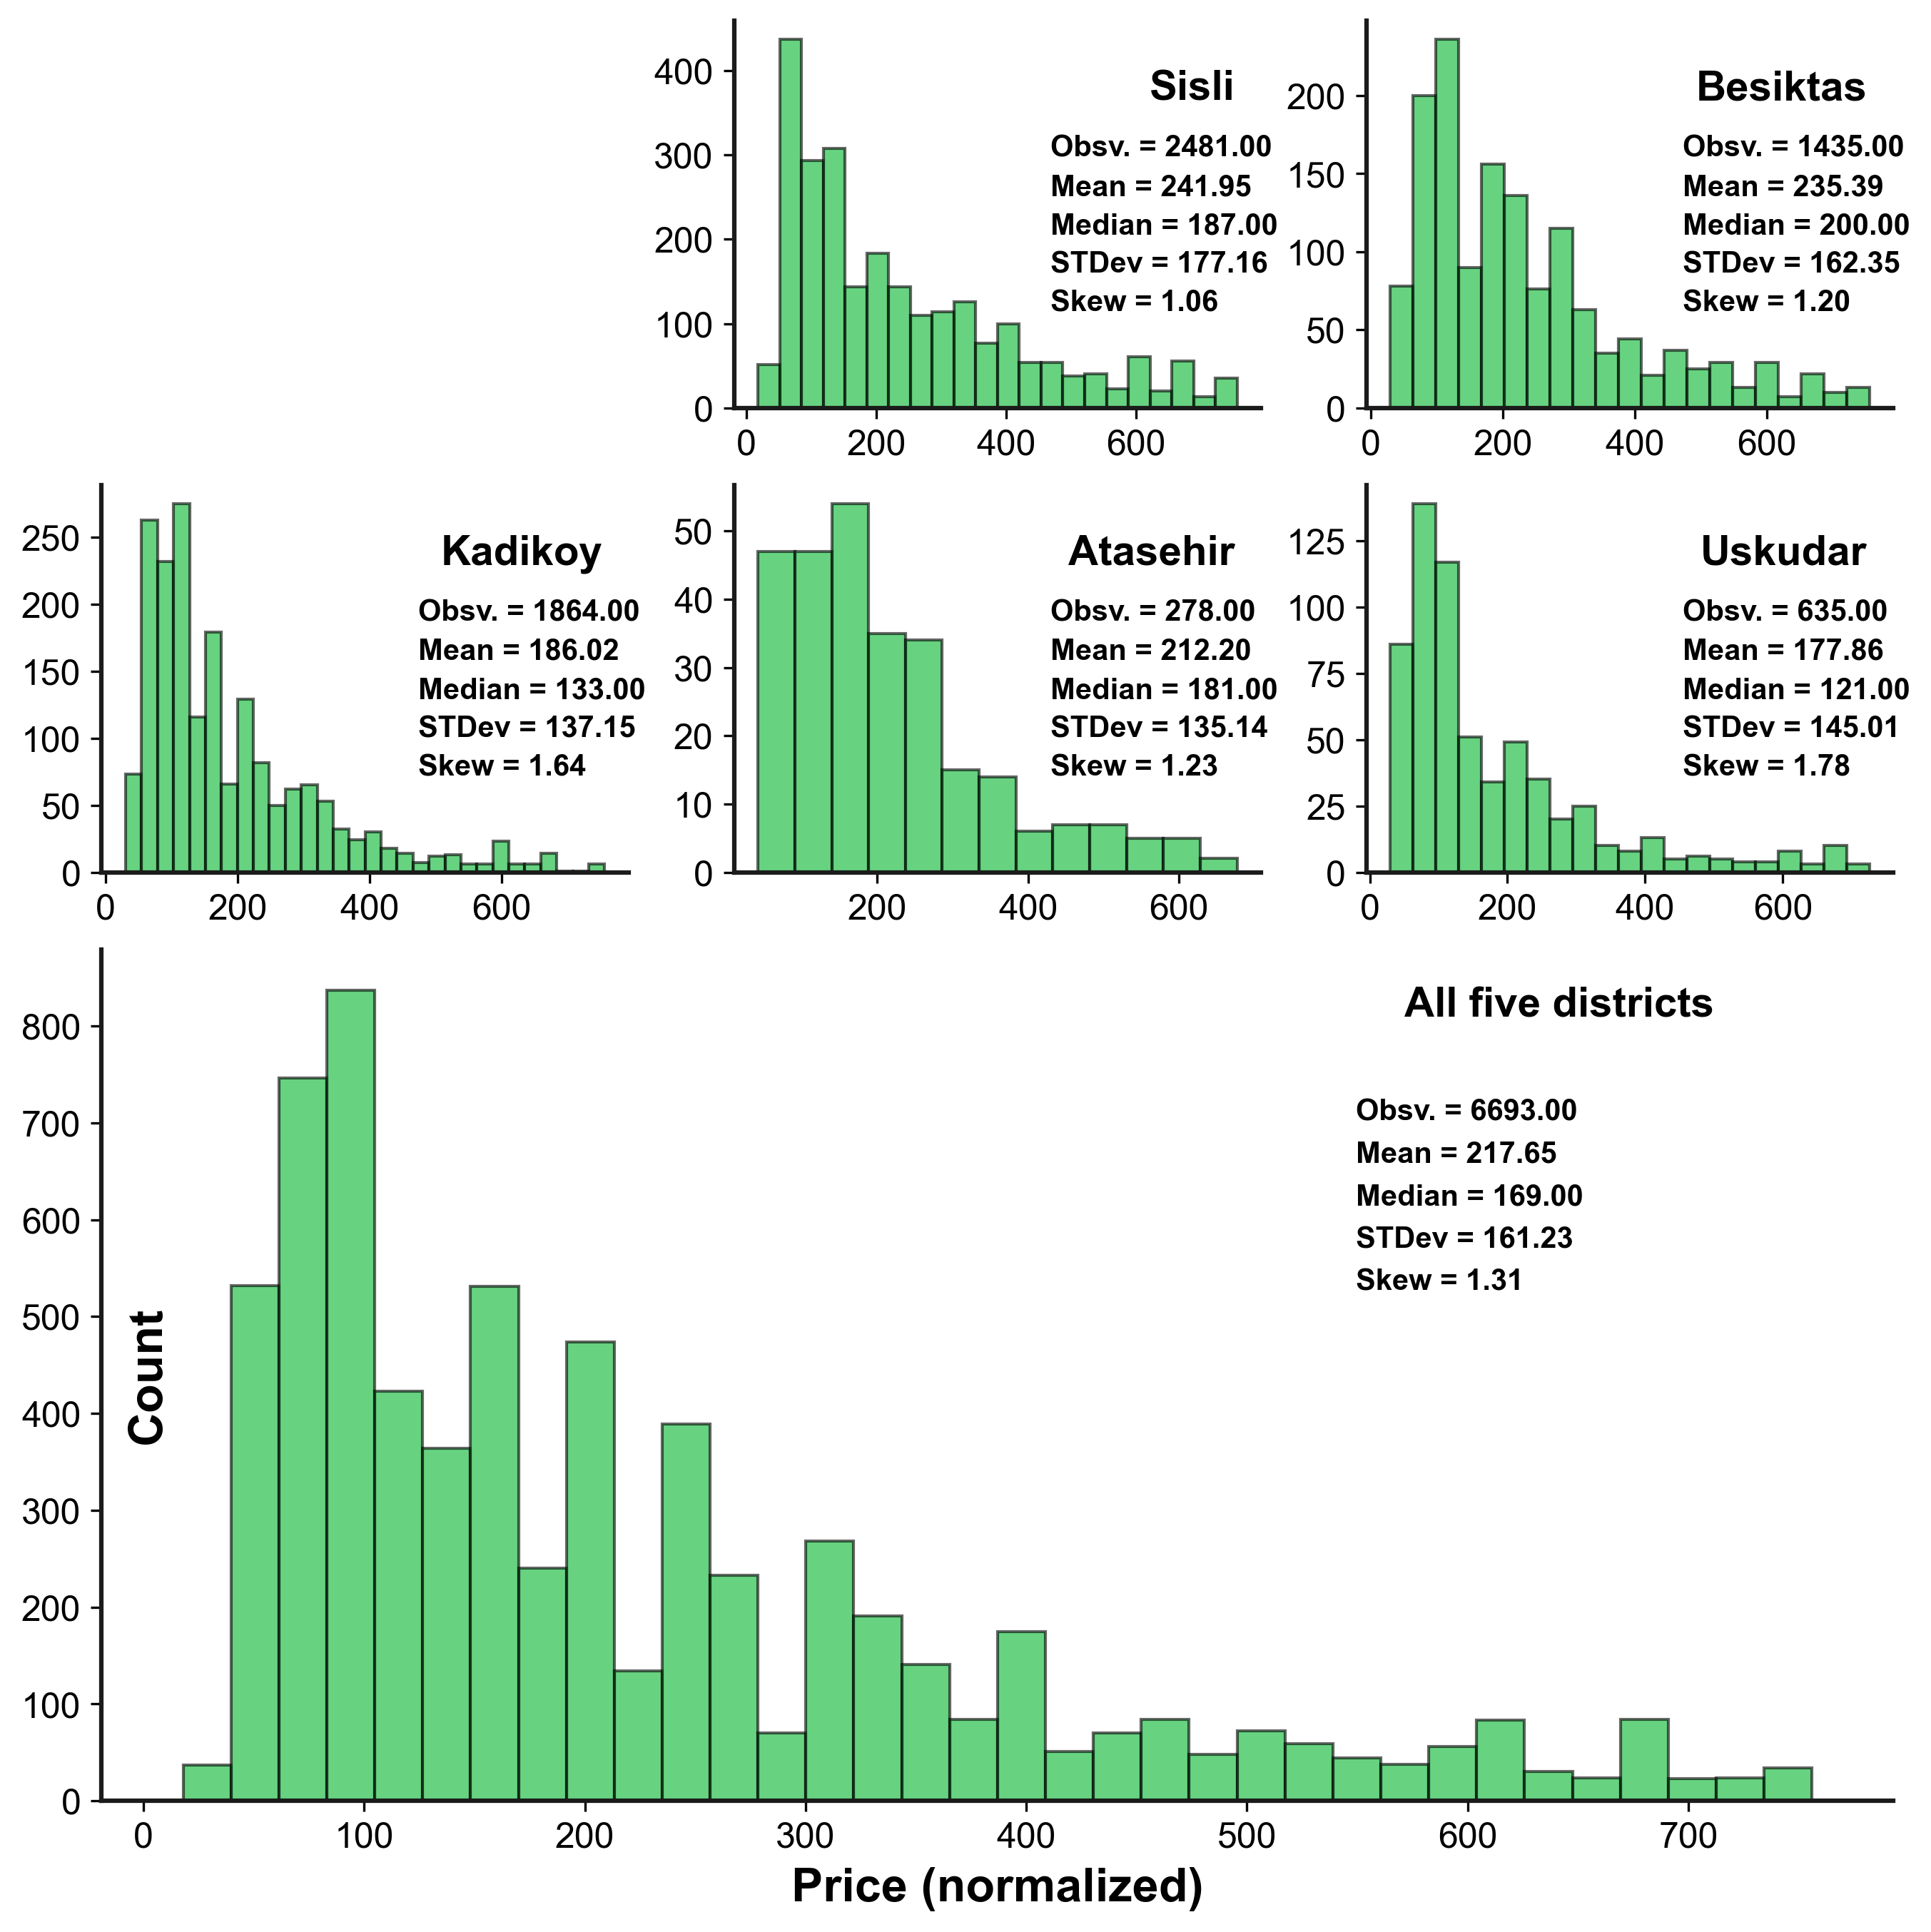 Sisli
Obsv. = 2481.00
Mean = 241.95
Median = 187.00
STDev = 177.16
Skew = 1.06
400
300
200
100
0
0 200 400 600
Besiktas
Obsv. = 1435.00
Mean = 235.39
Median = 200.00
STDev = 162.35
Skew = 1.20
200
150
100
50
0
0 200 400 600
Kadikoy
Obsv. = 1864.00
Mean = 186.02
Median = 133.00
STDev = 137.15
Skew = 1.64
250
200
150
100
50
0
0 200 400 600
Atasehir
Obsv. = 278.00
Mean = 212.20
Median = 181.00
STDev = 135.14
Skew = 1.23
50
40
30
20
10
0
200 400 600
Uskudar
Obsv. = 635.00
Mean = 177.86
Median = 121.00
STDev = 145.01
Skew = 1.78
125
100
75
50
25
0
0 200 400 600
All five districts
Obsv. = 6693.00
Mean = 217.65
Median = 169.00
STDev = 161.23
Skew = 1.31
800
700
600
500
400
300
200
100
0
Count
0 100 200 300 400 500 600 700
Price (normalized)